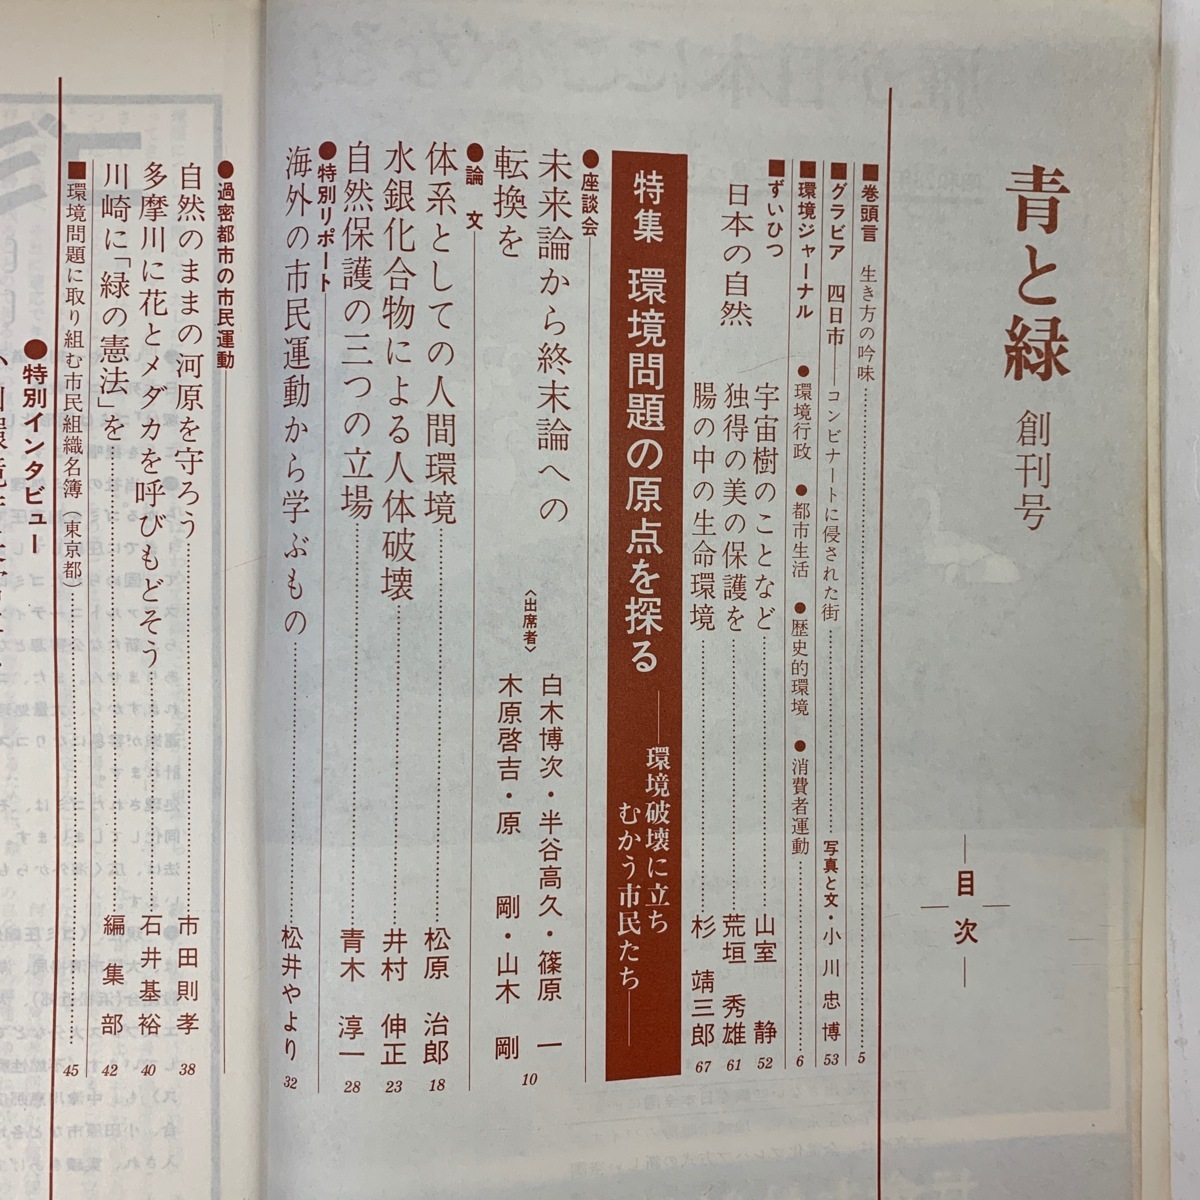 青と緑 創刊号
―目次―
■巻頭言 生き方の吟味 5
■グラビア 四日市――コンビナートに侵された街 写真と文・小川忠博 53
■環境ジャーナル ●環境行政 ●都市生活 ●歴史的環境 ●消費者運動 6
■ずいひつ
宇宙樹のことなど 山室 静 52
日本の自然 独得の美の保護を 荒垣 秀雄 61
腸の中の生命環境 杉 靖三郎 67
特集 環境問題の原点を探る――環境破壊に立ち
むかう市民たち――
●座談会
未来論から終末論への
転換を
〈出席者〉 白木博次・半谷高久・篠原 一
木原啓吉・原 剛・山木 剛 10
●論文
体系としての人間環境 松原 治郎 18
水銀化合物による人体破壊 井村 伸正 23
自然保護の三つの立場 青木 淳一 28
●特別リポート
海外の市民運動から学ぶもの 松井やより 32
●過密都市の市民運動
自然のままの河原を守ろう 市田則孝 38
多摩川に花とメダカを呼びもどそう 石井基裕 40
川崎に「緑の憲法」を 編集部 42
■環境問題に取り組む市民組織名簿（東京都） 45
●特別インタビュー